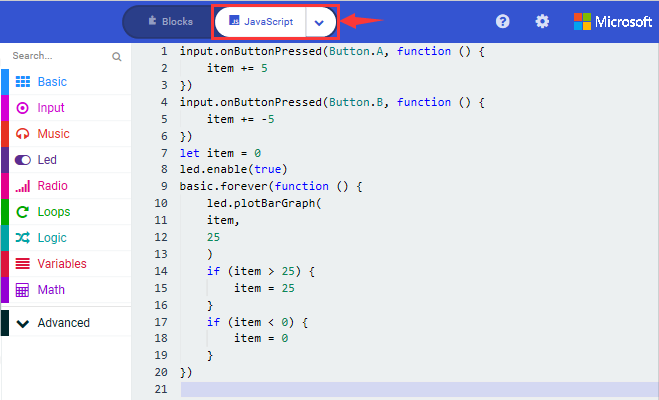 Blocks
JS JavaScript
? Microsoft
Search...
Basic
Input
Music
Led
Radio
Loops
Logic
Variables
Math
Advanced
1 input.onButtonPressed(Button.A, function () {
2     item += 5
3 })
4 input.onButtonPressed(Button.B, function () {
5     item += -5
6 })
7 let item = 0
8 led.enable(true)
9 basic.forever(function () {
10     led.plotBarGraph(
11     item,
12     25
13     )
14     if (item > 25) {
15         item = 25
16     }
17     if (item < 0) {
18         item = 0
19     }
20 })
21